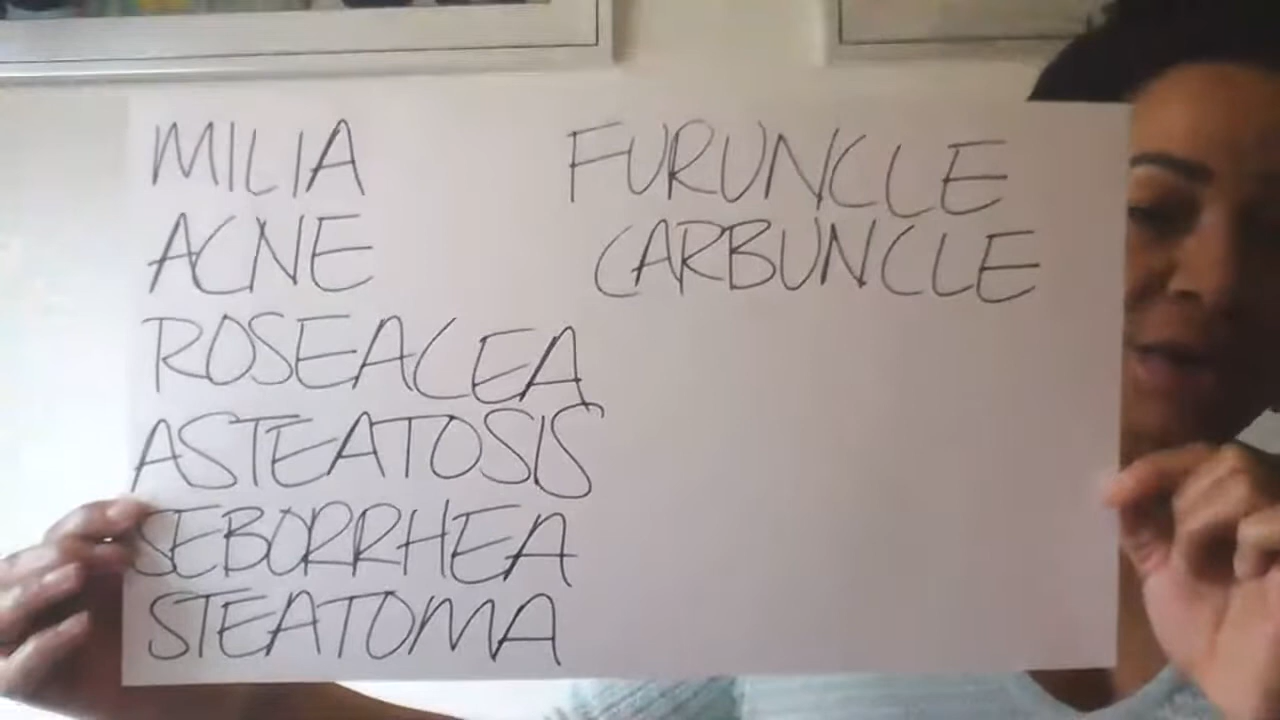 MILIA
ACNE
ROSEACEA
ASTEATOSIS
SEBORRHEA
STEATOMA
FURUNCLE
CARBUNCLE